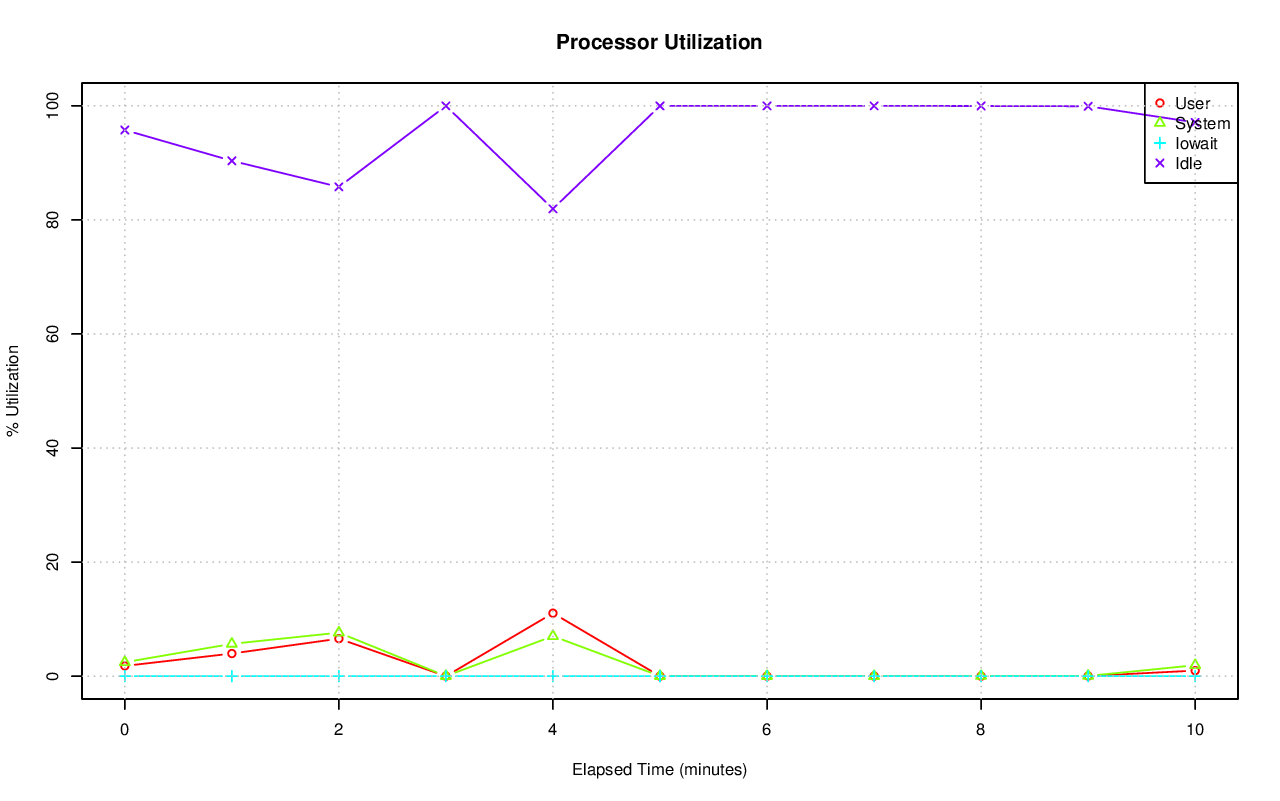 Processor Utilization
100
80
60
40
20
0
% Utilization
User
System
Iowait
Idle
0 2 4 6 8 10
Elapsed Time (minutes)